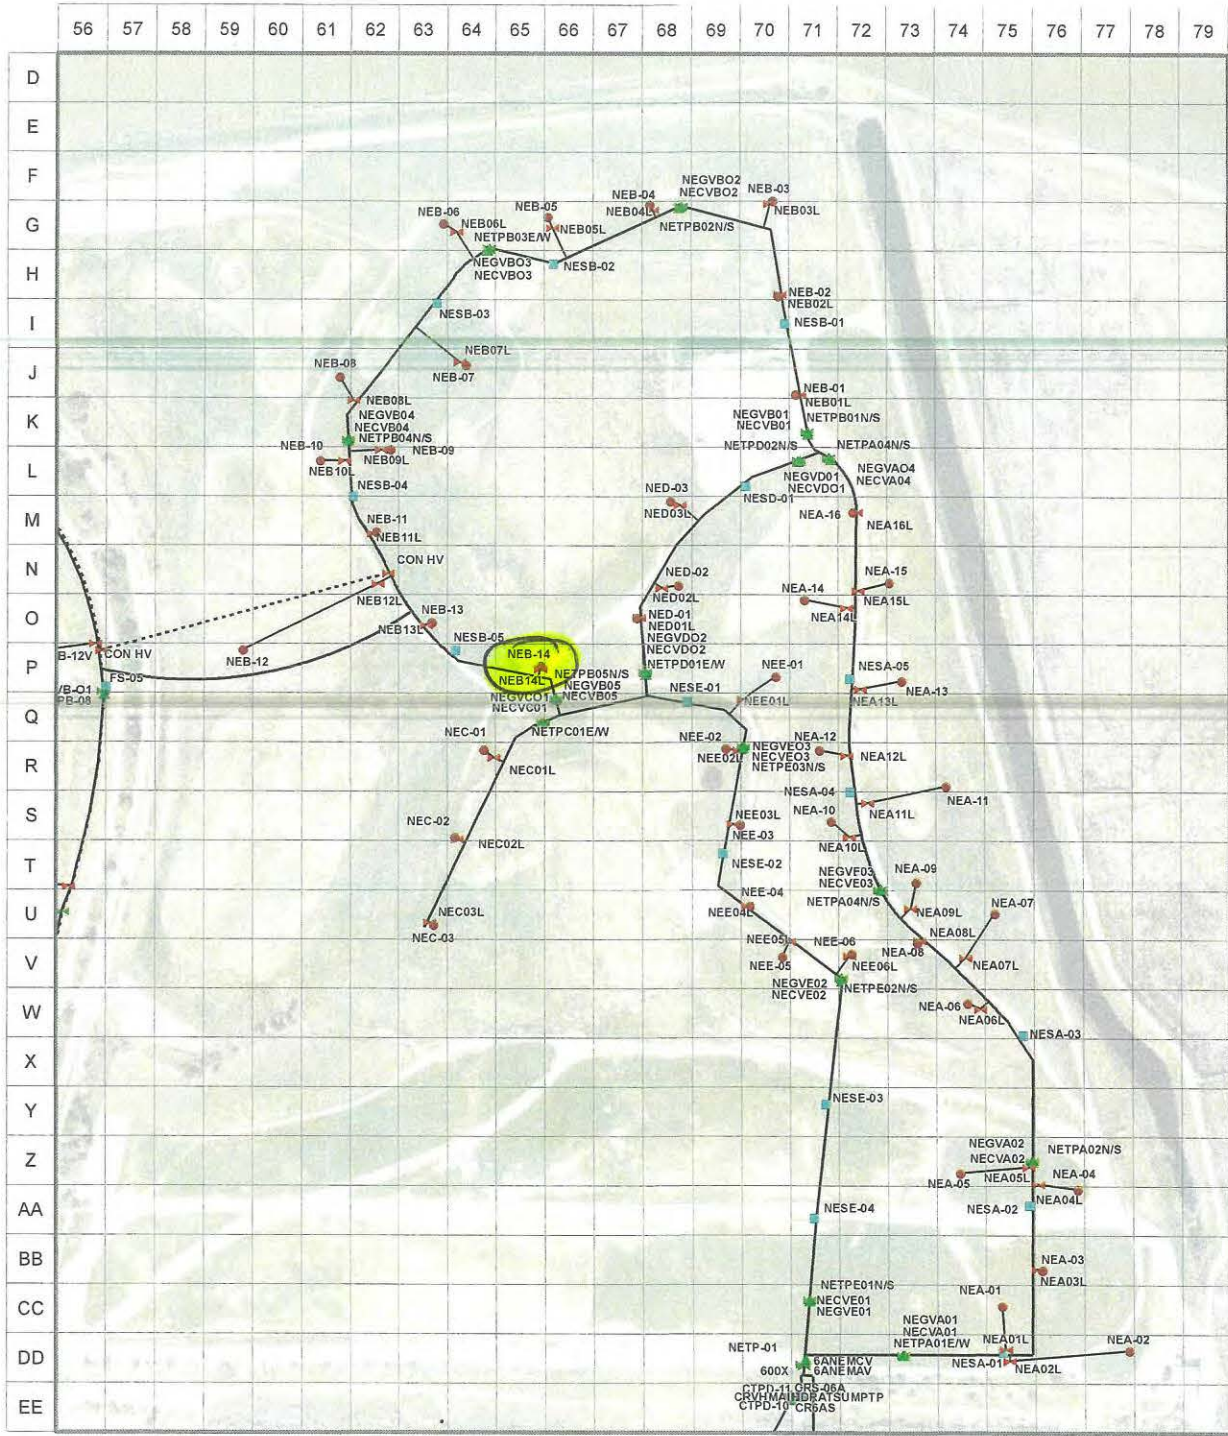 56 57 58 59 60 61 62 63 64 65 66 67 68 69 70 71 72 73 74 75 76 77 78 79
D
E
F
NEGVBO2
NECVBO2
NEB-04
NEB04L
NEB-03
NEB03L
G
NEB-06
NEB06L
NEB-05
NEB05L
NETPB03E/W
NETPB02N/S
H
NEGVBO3
NECVBO3
NESB-02
NEB-02
NEB02L
I
NESB-03
NESB-01
J
NEB-08
NEB07L
NEB-07
NEB-01
NEB01L
K
NEB08L
NEGVB04
NECVB04
NETPB04N/S
NEGVB01
NECVB01
NETPB01N/S
L
NEB-10
NEB10L
NEB-09
NEB09L
NETPD02N/S
NETPA04N/S
NEGVD01
NECVDO1
NEGVAO4
NECVA04
NESB-04
NED-03
NED03L
NESD-01
M
NEB-11
NEB11L
NEA-16
NEA16L
N
CON HV
NEB12L
NED-02
NED02L
NEA-14
NEA14L
NEA-15
NEA15L
O
NEB-13
NEB13L
NED-01
NED01L
NEGVDO2
NECVDO2
NETPD01E/W
P
B-12V
CON HV
NEB-12
NESB-05
NEB-14
NEB14L
NETPB05N/S
NEGVB05
NECVB05
NEE-01
NEE01L
NESA-05
NEA-13
NEA13L
FS-05
/B-O1
PB-08
NEGVCO1
NECVC01
NESE-01
Q
NETPC01E/W
R
NEC-01
NEC01L
NEE-02
NEE02L
NEGVEO3
NECVEO3
NETPE03N/S
NEA-12
NEA12L
S
NESA-04
NEA-11
NEA11L
NEC-02
NEC02L
NEE03L
NEE-03
NEA-10
NEA10L
T
NESE-02
NEGVE03
NECVE03
NETPA04N/S
NEA-09
NEA09L
U
NEC03L
NEC-03
NEE-04
NEE04L
NEA-07
NEA08L
NEA-08
NEA07L
V
NEE05L
NEE-05
NEE-06
NEE06L
NEGVE02
NECVE02
NETPE02N/S
W
NEA-06
NEA06L
NESA-03
X
Y
NESE-03
Z
NEGVA02
NECVA02
NETPA02N/S
NEA05L
NEA-05
NEA-04
NEA04L
AA
NESE-04
NESA-02
BB
NEA-03
NEA03L
CC
NETPE01N/S
NECVE01
NEGVE01
NEA-01
NEGVA01
NECVA01
NETPA01E/W
NEA01L
DD
NETP-01
600X
6ANEMCV
6ANEMAV
NESA-01
NEA02L
NEA-02
EE
CTPD-11
ORS-06A
CTPD-10
CR6AS